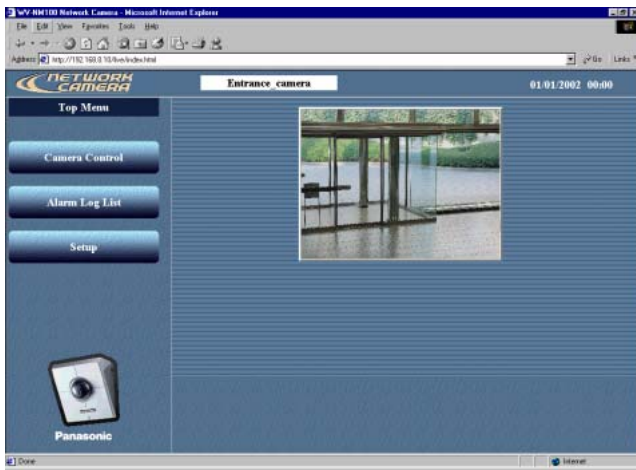 WV-NM100 Network Camera - Microsoft Internet Explorer
File Edit View Favorites Tools Help
Address http://192.168.0.10/live/index.html Go Links
NETWORK CAMERA
Entrance_camera
01/01/2002 00:00
Top Menu
Camera Control
Alarm Log List
Setup
Panasonic
Done Internet